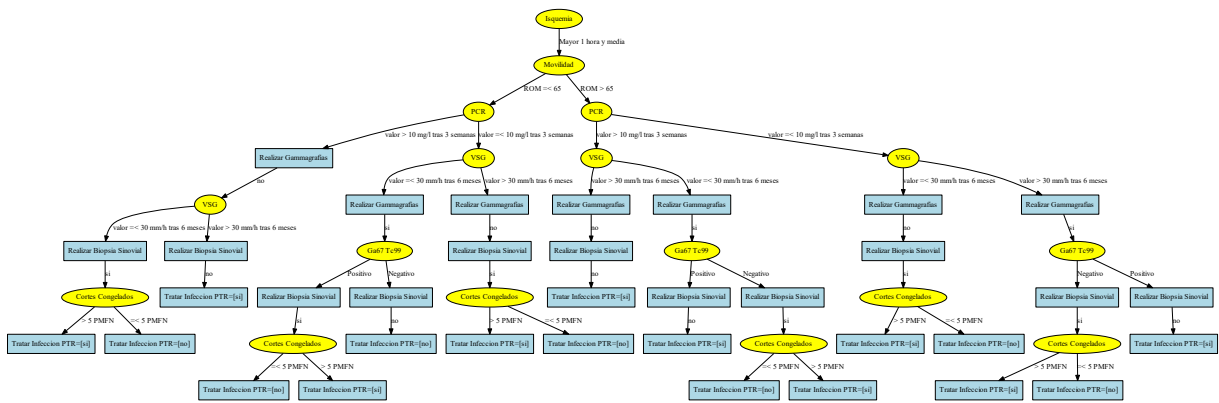 Isquemia
Mayor 1 hora y media
Movilidad
ROM =< 65
ROM > 65
PCR
PCR
valor > 10 mg/l tras 3 semanas
valor =< 10 mg/l tras 3 semanas
valor > 10 mg/l tras 3 semanas
valor =< 10 mg/l tras 3 semanas
Realizar Gammagrafias
VSG
VSG
VSG
no
valor =< 30 mm/h tras 6 meses
valor > 30 mm/h tras 6 meses
valor > 30 mm/h tras 6 meses
valor =< 30 mm/h tras 6 meses
valor =< 30 mm/h tras 6 meses
valor > 30 mm/h tras 6 meses
VSG
Realizar Gammagrafias
Realizar Gammagrafias
Realizar Gammagrafias
Realizar Gammagrafias
Realizar Gammagrafias
Realizar Gammagrafias
valor =< 30 mm/h tras 6 meses
valor > 30 mm/h tras 6 meses
si
no
no
si
no
si
Realizar Biopsia Sinovial
Realizar Biopsia Sinovial
Ga67 Tc99
Realizar Biopsia Sinovial
Realizar Biopsia Sinovial
Ga67 Tc99
Realizar Biopsia Sinovial
Ga67 Tc99
si
no
Positivo
Negativo
si
no
Positivo
Negativo
si
Negativo
Positivo
Cortes Congelados
Tratar Infeccion PTR=[si]
Realizar Biopsia Sinovial
Realizar Biopsia Sinovial
Cortes Congelados
Tratar Infeccion PTR=[si]
Realizar Biopsia Sinovial
Realizar Biopsia Sinovial
Cortes Congelados
Realizar Biopsia Sinovial
Realizar Biopsia Sinovial
> 5 PMFN
=< 5 PMFN
si
no
> 5 PMFN
=< 5 PMFN
no
si
> 5 PMFN
=< 5 PMFN
si
no
Tratar Infeccion PTR=[si]
Tratar Infeccion PTR=[no]
Cortes Congelados
Tratar Infeccion PTR=[no]
Tratar Infeccion PTR=[si]
Tratar Infeccion PTR=[no]
Tratar Infeccion PTR=[si]
Cortes Congelados
Tratar Infeccion PTR=[si]
Tratar Infeccion PTR=[no]
Cortes Congelados
Tratar Infeccion PTR=[si]
=< 5 PMFN
> 5 PMFN
=< 5 PMFN
> 5 PMFN
> 5 PMFN
=< 5 PMFN
Tratar Infeccion PTR=[no]
Tratar Infeccion PTR=[si]
Tratar Infeccion PTR=[no]
Tratar Infeccion PTR=[si]
Tratar Infeccion PTR=[si]
Tratar Infeccion PTR=[no]